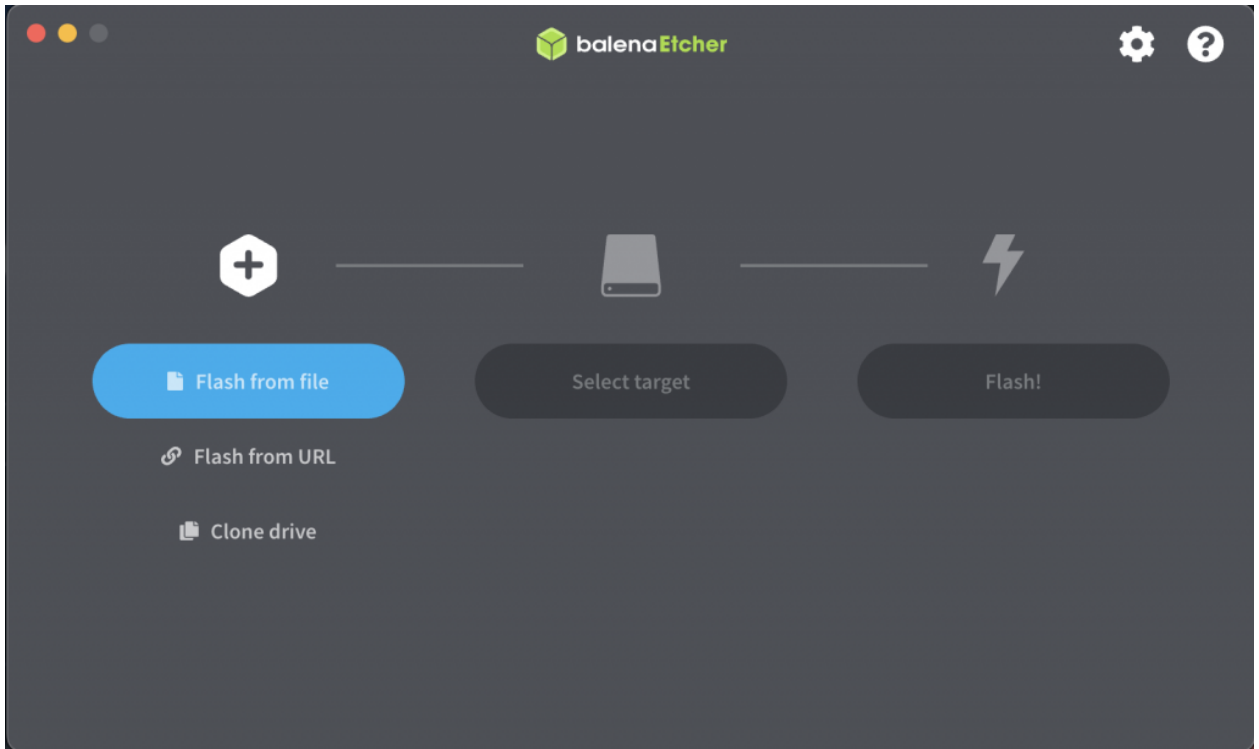 balenaEtcher
Flash from file
Select target
Flash!
Flash from URL
Clone drive